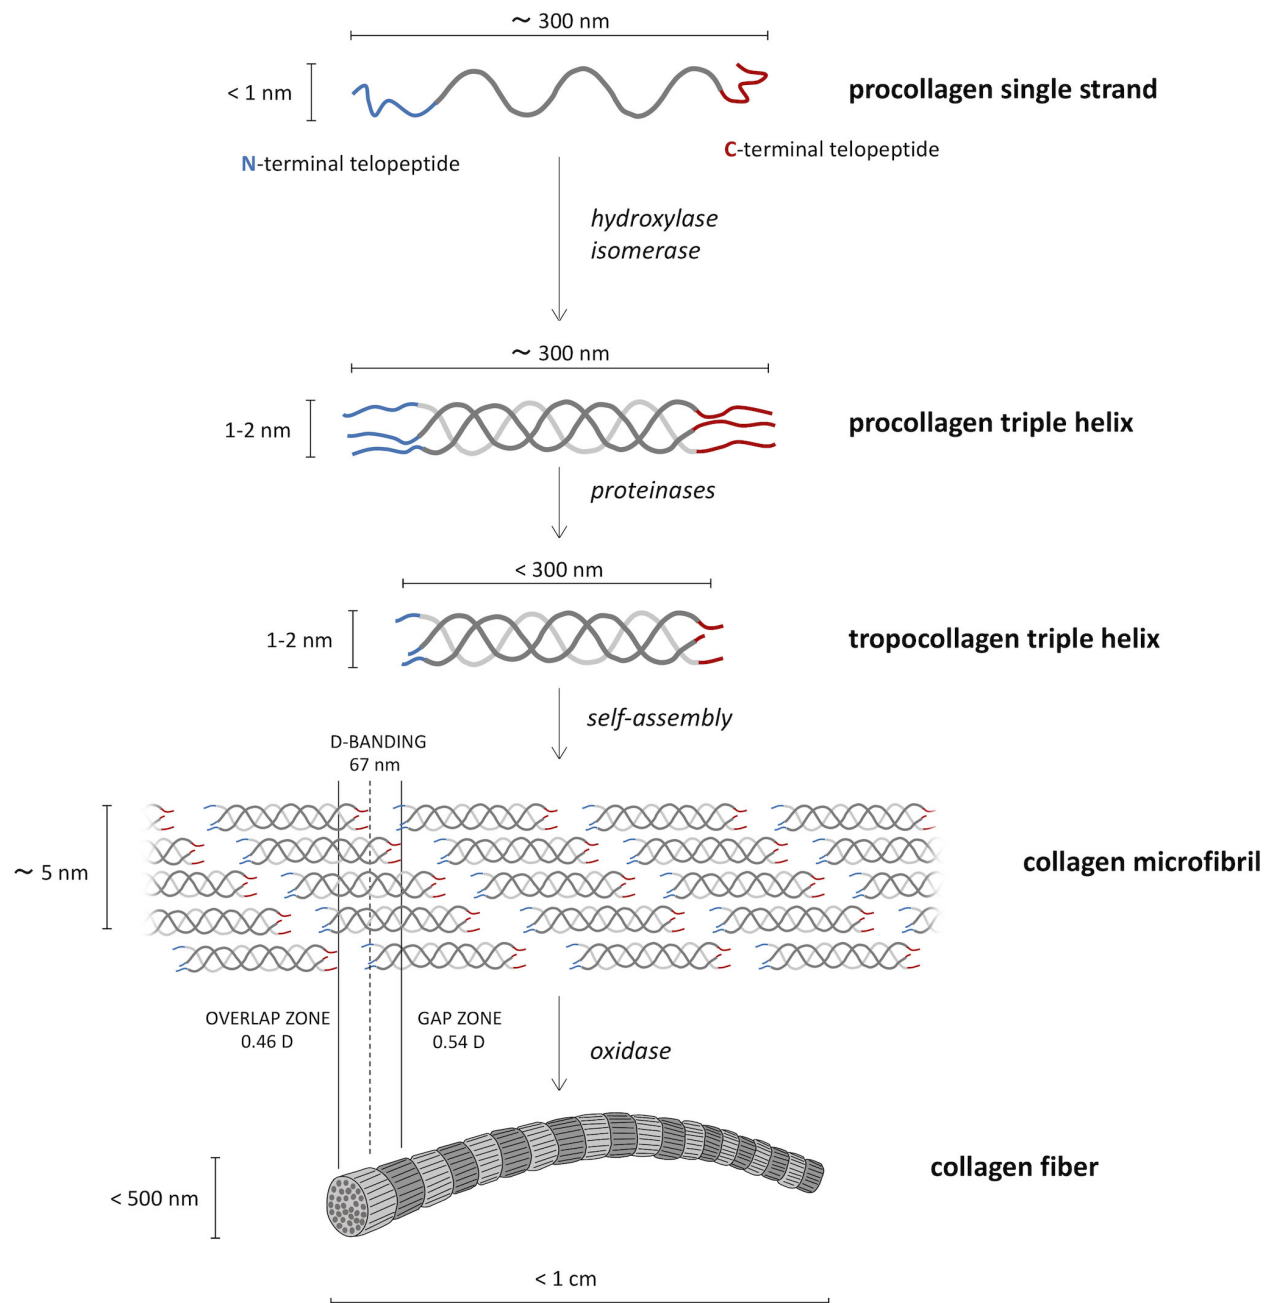 ~ 300 nm
< 1 nm
procollagen single strand
N-terminal telopeptide
C-terminal telopeptide
hydroxylase
isomerase
~ 300 nm
1-2 nm
procollagen triple helix
proteinases
< 300 nm
1-2 nm
tropocollagen triple helix
self-assembly
D-BANDING
67 nm
~ 5 nm
collagen microfibril
OVERLAP ZONE
0.46 D
GAP ZONE
0.54 D
oxidase
< 500 nm
collagen fiber
< 1 cm